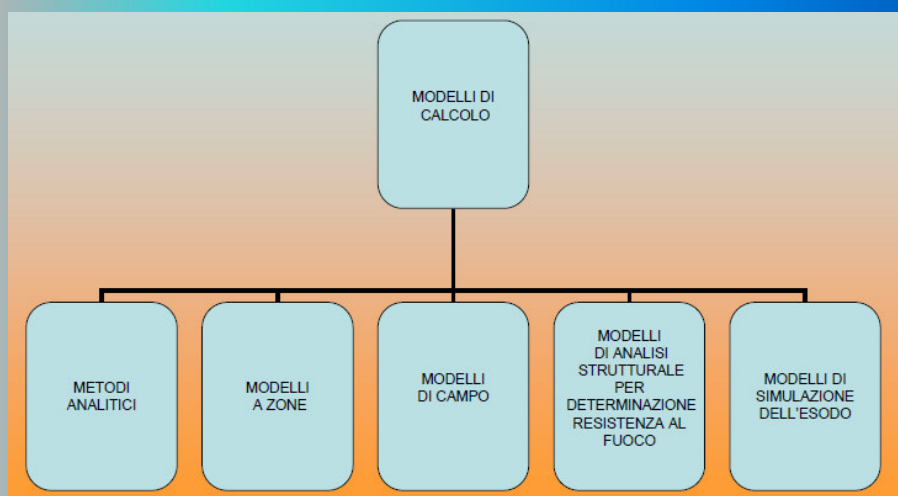 MODELLI DI
CALCOLO
METODI
ANALITICI
MODELLI
A ZONE
MODELLI
DI CAMPO
MODELLI
DI ANALISI
STRUTTURALE
PER
DETERMINAZIONE
RESISTENZA AL
FUOCO
MODELLI DI
SIMULAZIONE
DELL'ESODO